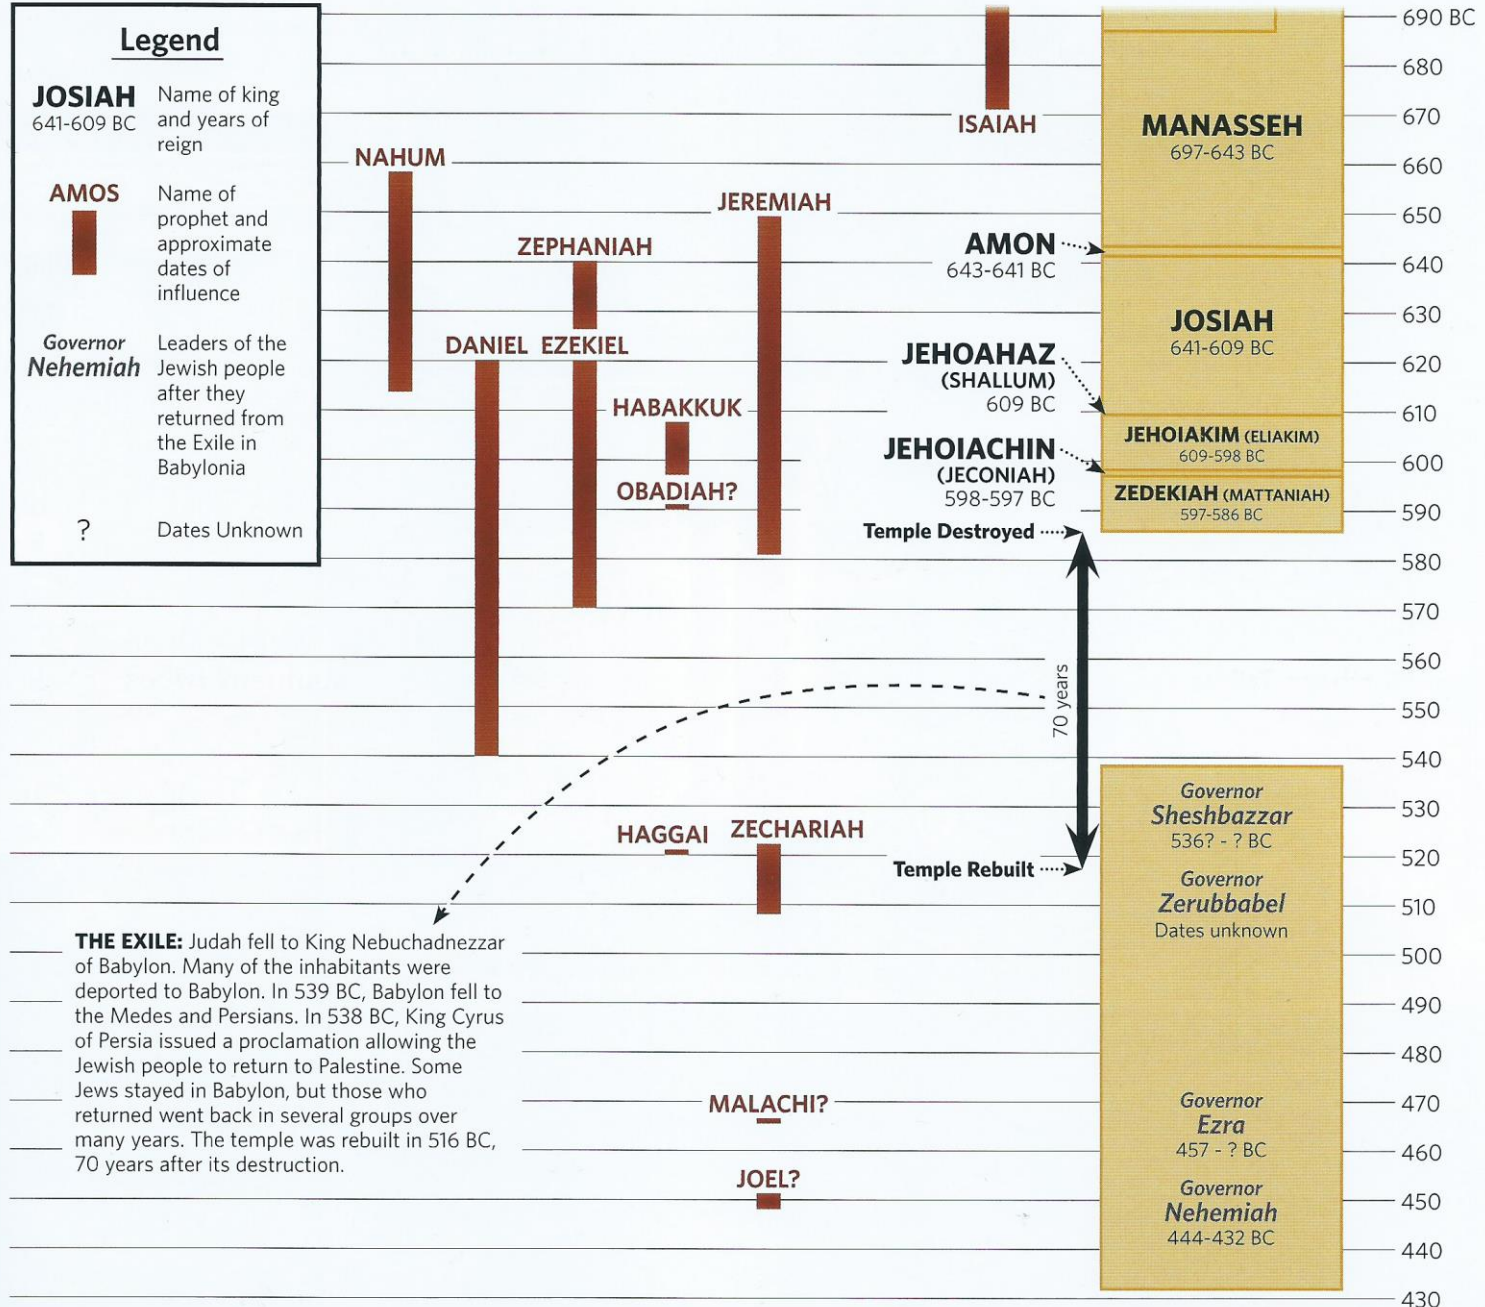 Legend
JOSIAH
641-609 BC
Name of king
and years of
reign
AMOS
Name of
prophet and
approximate
dates of
influence
Governor
Nehemiah
Leaders of the
Jewish people
after they
returned from
the Exile in
Babylonia
?
Dates Unknown
NAHUM
ZEPHANIAH
JEREMIAH
DANIEL
EZEKIEL
HABAKKUK
OBADIAH?
ISAIAH
AMON
643-641 BC
JEHOAHAZ
(SHALLUM)
609 BC
JEHOIACHIN
(JECONIAH)
598-597 BC
Temple Destroyed
MANASSEH
697-643 BC
JOSIAH
641-609 BC
JEHOIAKIM (ELIAKIM)
609-598 BC
ZEDEKIAH (MATTANIAH)
597-586 BC
70 years
HAGGAI
ZECHARIAH
Temple Rebuilt
Governor
Sheshbazzar
536? - ? BC
Governor
Zerubbabel
Dates unknown
THE EXILE: Judah fell to King Nebuchadnezzar
of Babylon. Many of the inhabitants were
deported to Babylon. In 539 BC, Babylon fell to
the Medes and Persians. In 538 BC, King Cyrus
of Persia issued a proclamation allowing the
Jewish people to return to Palestine. Some
Jews stayed in Babylon, but those who
returned went back in several groups over
many years. The temple was rebuilt in 516 BC,
70 years after its destruction.
MALACHI?
JOEL?
Governor
Ezra
457 - ? BC
Governor
Nehemiah
444-432 BC
690 BC
680
670
660
650
640
630
620
610
600
590
580
570
560
550
540
530
520
510
500
490
480
470
460
450
440
430